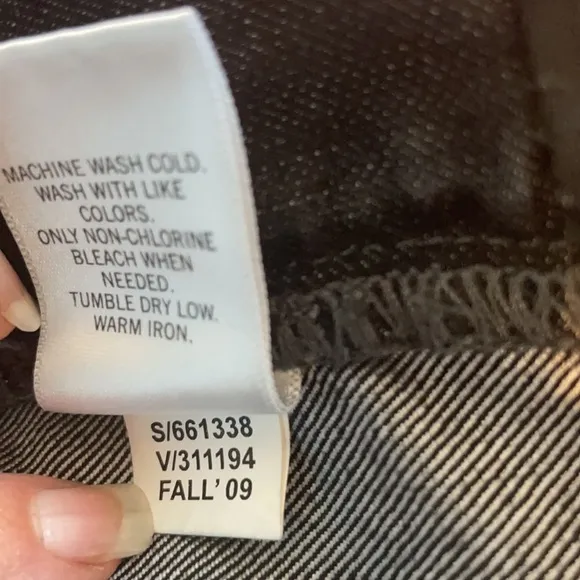 MACHINE WASH COLD.
WASH WITH LIKE
COLORS.
ONLY NON-CHLORINE
BLEACH WHEN
NEEDED.
TUMBLE DRY LOW.
WARM IRON.
S/661338
V/311194
FALL' 09